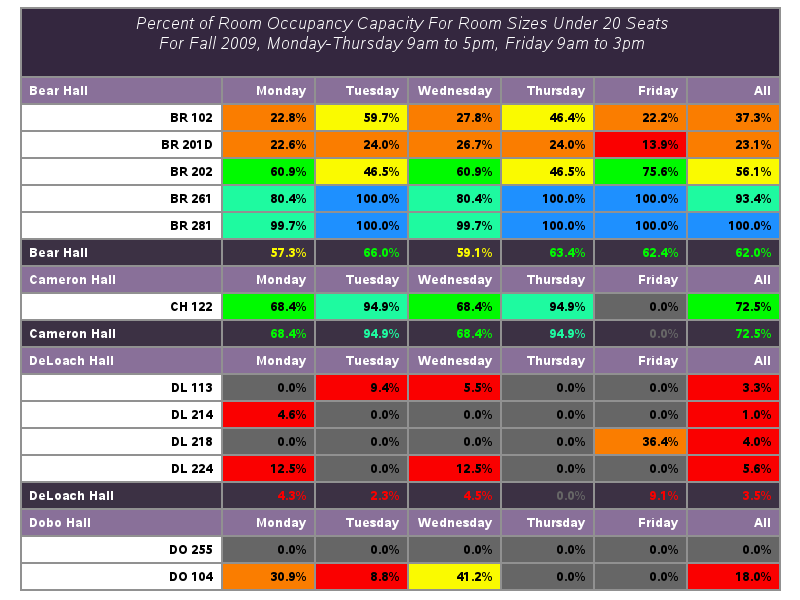 Percent of Room Occupancy Capacity For Room Sizes Under 20 Seats
For Fall 2009, Monday-Thursday 9am to 5pm, Friday 9am to 3pm
Bear Hall Monday Tuesday Wednesday Thursday Friday All
BR 102 22.8% 59.7% 27.8% 46.4% 22.2% 37.3%
BR 201D 22.6% 24.0% 26.7% 24.0% 13.9% 23.1%
BR 202 60.9% 46.5% 60.9% 46.5% 75.6% 56.1%
BR 261 80.4% 100.0% 80.4% 100.0% 100.0% 93.4%
BR 281 99.7% 100.0% 99.7% 100.0% 100.0% 100.0%
Bear Hall 57.3% 66.0% 59.1% 63.4% 62.4% 62.0%
Cameron Hall Monday Tuesday Wednesday Thursday Friday All
CH 122 68.4% 94.9% 68.4% 94.9% 0.0% 72.5%
Cameron Hall 68.4% 94.9% 68.4% 94.9% 0.0% 72.5%
DeLoach Hall Monday Tuesday Wednesday Thursday Friday All
DL 113 0.0% 9.4% 5.5% 0.0% 0.0% 3.3%
DL 214 4.6% 0.0% 0.0% 0.0% 0.0% 1.0%
DL 218 0.0% 0.0% 0.0% 0.0% 36.4% 4.0%
DL 224 12.5% 0.0% 12.5% 0.0% 0.0% 5.6%
DeLoach Hall 4.3% 2.3% 4.5% 0.0% 9.1% 3.5%
Dobo Hall Monday Tuesday Wednesday Thursday Friday All
DO 255 0.0% 0.0% 0.0% 0.0% 0.0% 0.0%
DO 104 30.9% 8.8% 41.2% 0.0% 0.0% 18.0%